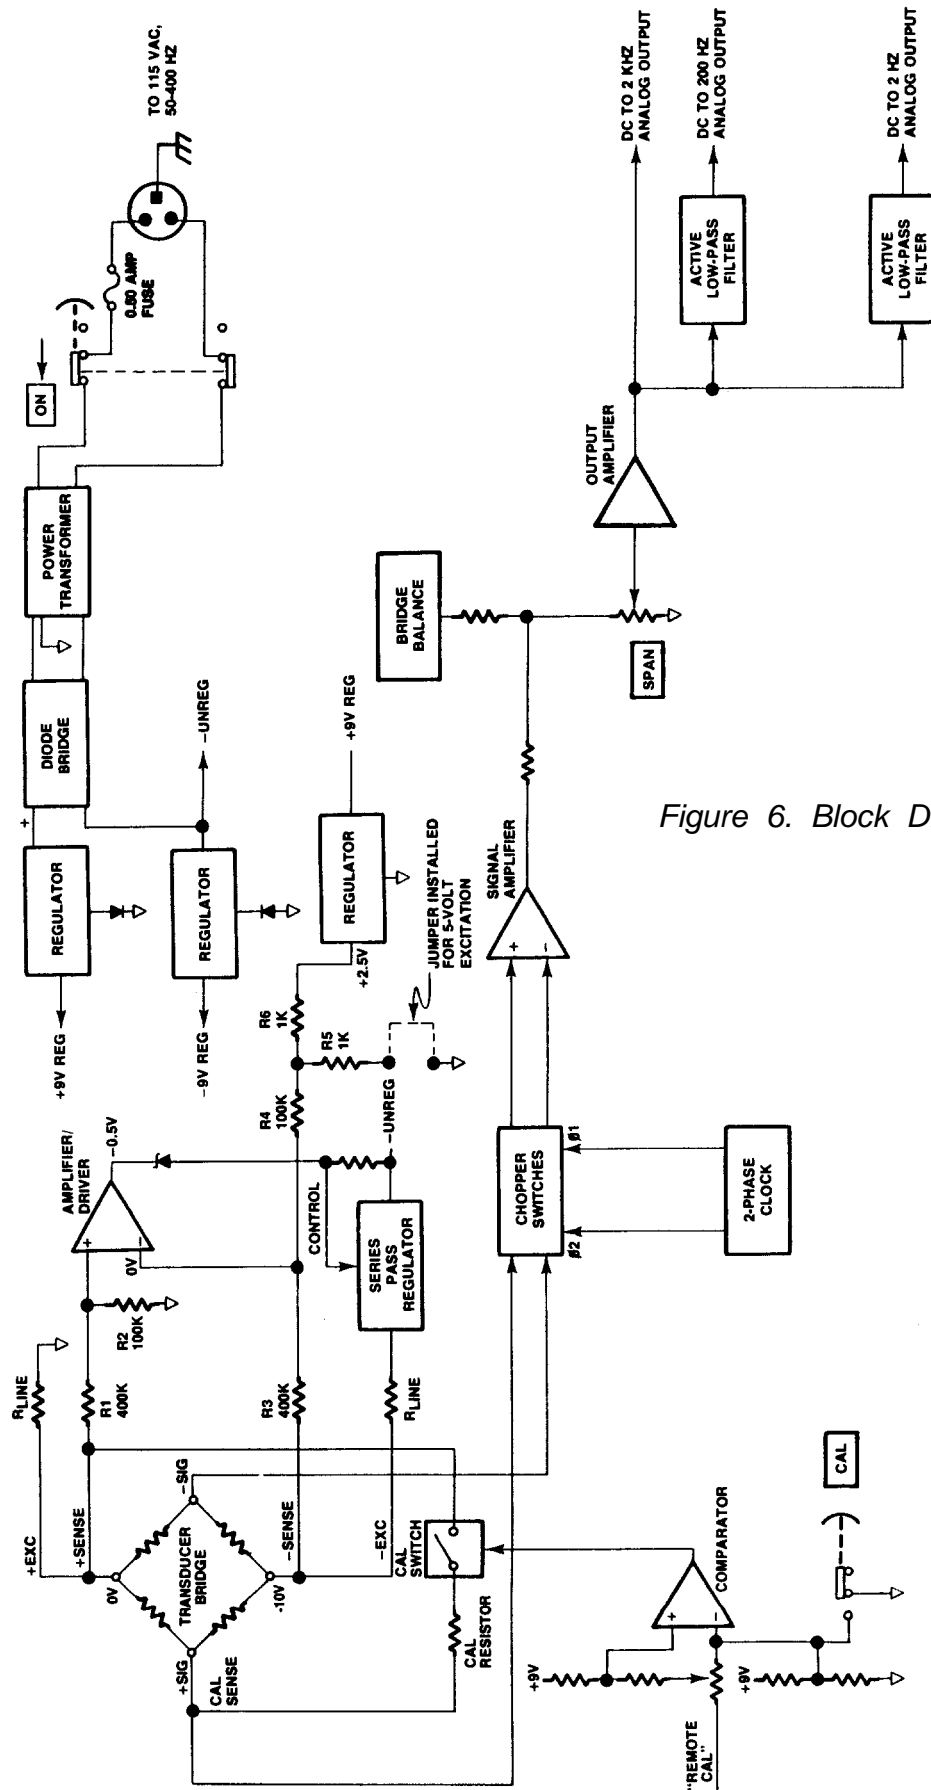 TO 115 VAC,
50-400 HZ
0.80 AMP
FUSE
ON
POWER
TRANSFORMER
DIODE
BRIDGE
+
-UNREG
REGULATOR
+9V REG
REGULATOR
-9V REG
+9V REG
REGULATOR
+2.5V
JUMPER INSTALLED
FOR 5-VOLT
EXCITATION
R6
1K
R5
1K
R4
100K
-UNREG
AMPLIFIER/
DRIVER
-0.5V
+
-
0V
CONTROL
SERIES
PASS
REGULATOR
R2
100K
RLINE
R1
400K
R3
400K
RLINE
+EXC
+SENSE
0V
-SIG
TRANSDUCER
BRIDGE
-10V
-SENSE
-EXC
+SIG
CAL
SENSE
CAL
SWITCH
CAL
RESISTOR
BRIDGE
BALANCE
SPAN
OUTPUT
AMPLIFIER
DC TO 2 KHZ
ANALOG OUTPUT
DC TO 200 HZ
ANALOG OUTPUT
DC TO 2 HZ
ANALOG OUTPUT
ACTIVE
LOW-PASS
FILTER
ACTIVE
LOW-PASS
FILTER
SIGNAL
AMPLIFIER
+
-
CHOPPER
SWITCHES
Ø1
Ø2
2-PHASE
CLOCK
COMPARATOR
+
-
CAL
+9V
+9V
"REMOTE
CAL"
Figure 6. Block D